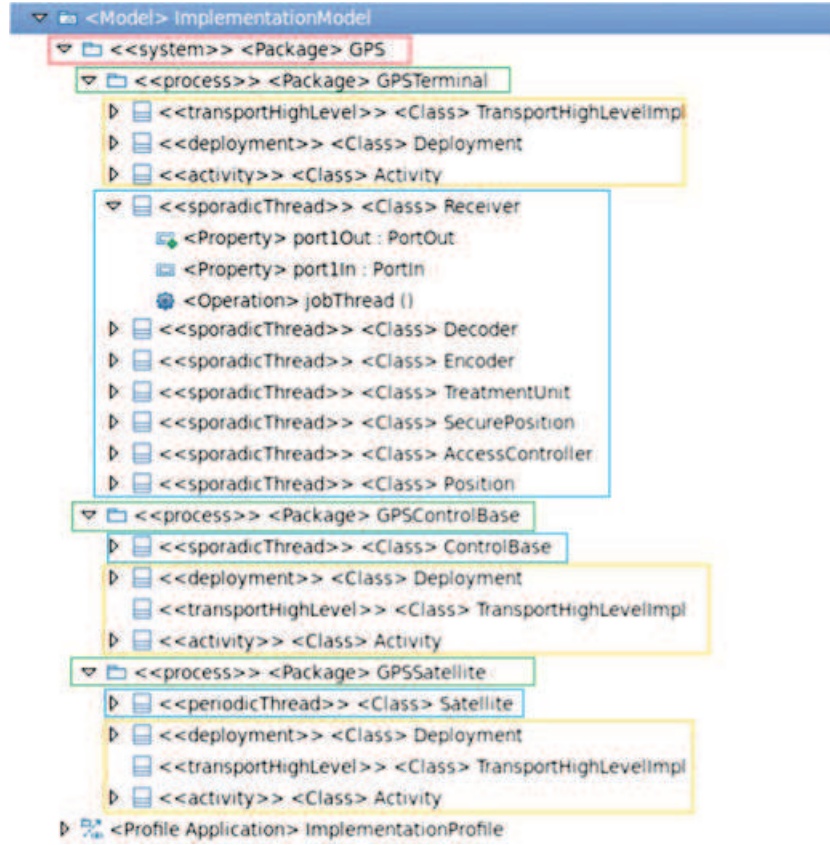 <Model> ImplementationModel
<<system>> <Package> GPS
<<process>> <Package> GPSTerminal
<<transportHighLevel>> <Class> TransportHighLevelImpl
<<deployment>> <Class> Deployment
<<activity>> <Class> Activity
<<sporadicThread>> <Class> Receiver
<Property> port1Out : PortOut
<Property> port1In : PortIn
<Operation> jobThread ()
<<sporadicThread>> <Class> Decoder
<<sporadicThread>> <Class> Encoder
<<sporadicThread>> <Class> TreatmentUnit
<<sporadicThread>> <Class> SecurePosition
<<sporadicThread>> <Class> AccessController
<<sporadicThread>> <Class> Position
<<process>> <Package> GPSControlBase
<<sporadicThread>> <Class> ControlBase
<<deployment>> <Class> Deployment
<<transportHighLevel>> <Class> TransportHighLevelImpl
<<activity>> <Class> Activity
<<process>> <Package> GPSSatellite
<<periodicThread>> <Class> Satellite
<<deployment>> <Class> Deployment
<<transportHighLevel>> <Class> TransportHighLevelImpl
<<activity>> <Class> Activity
<Profile Application> ImplementationProfile